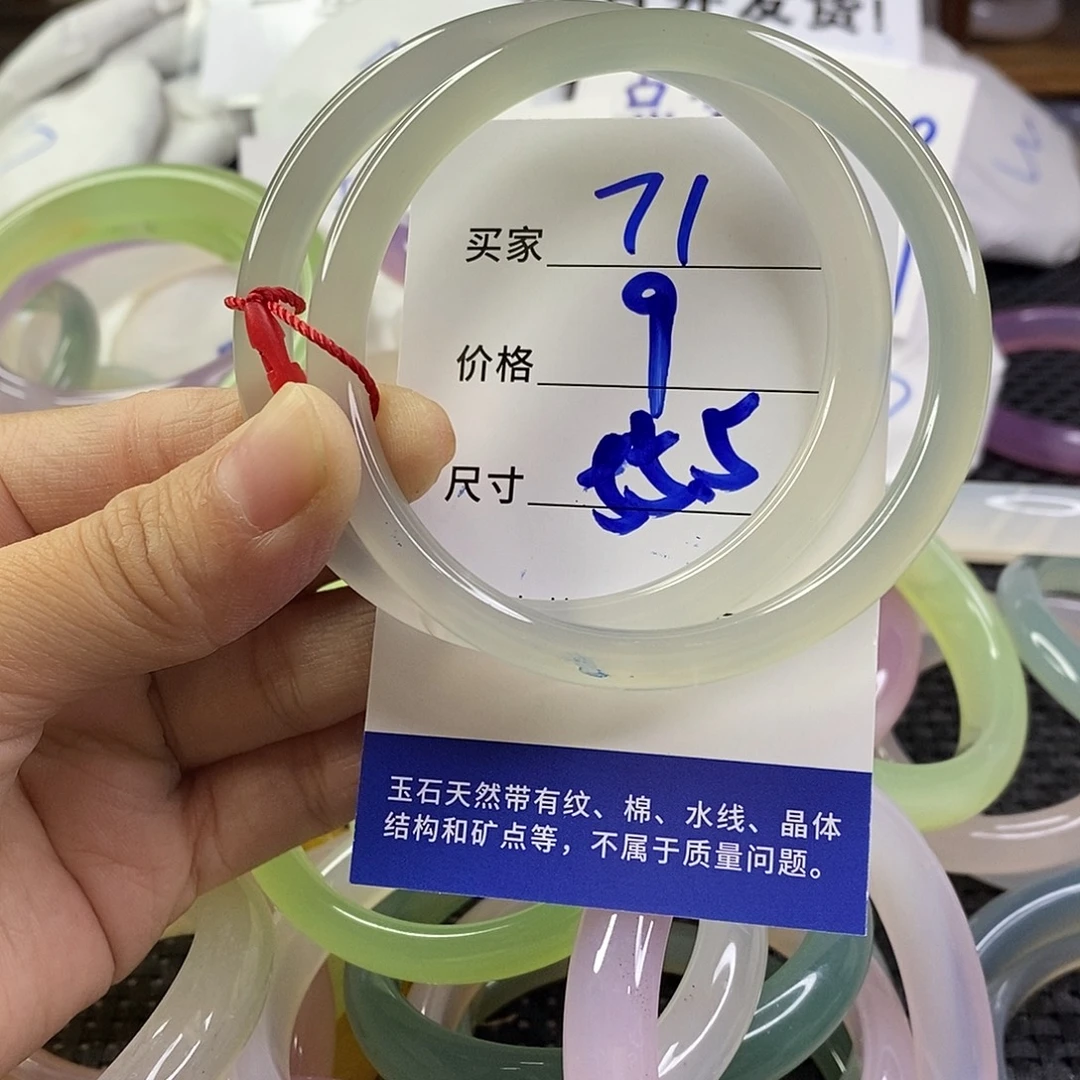 点
买家 71
价格 9
尺寸
玉石天然带有纹、棉、水线、晶体
结构和矿点等，不属于质量问题。